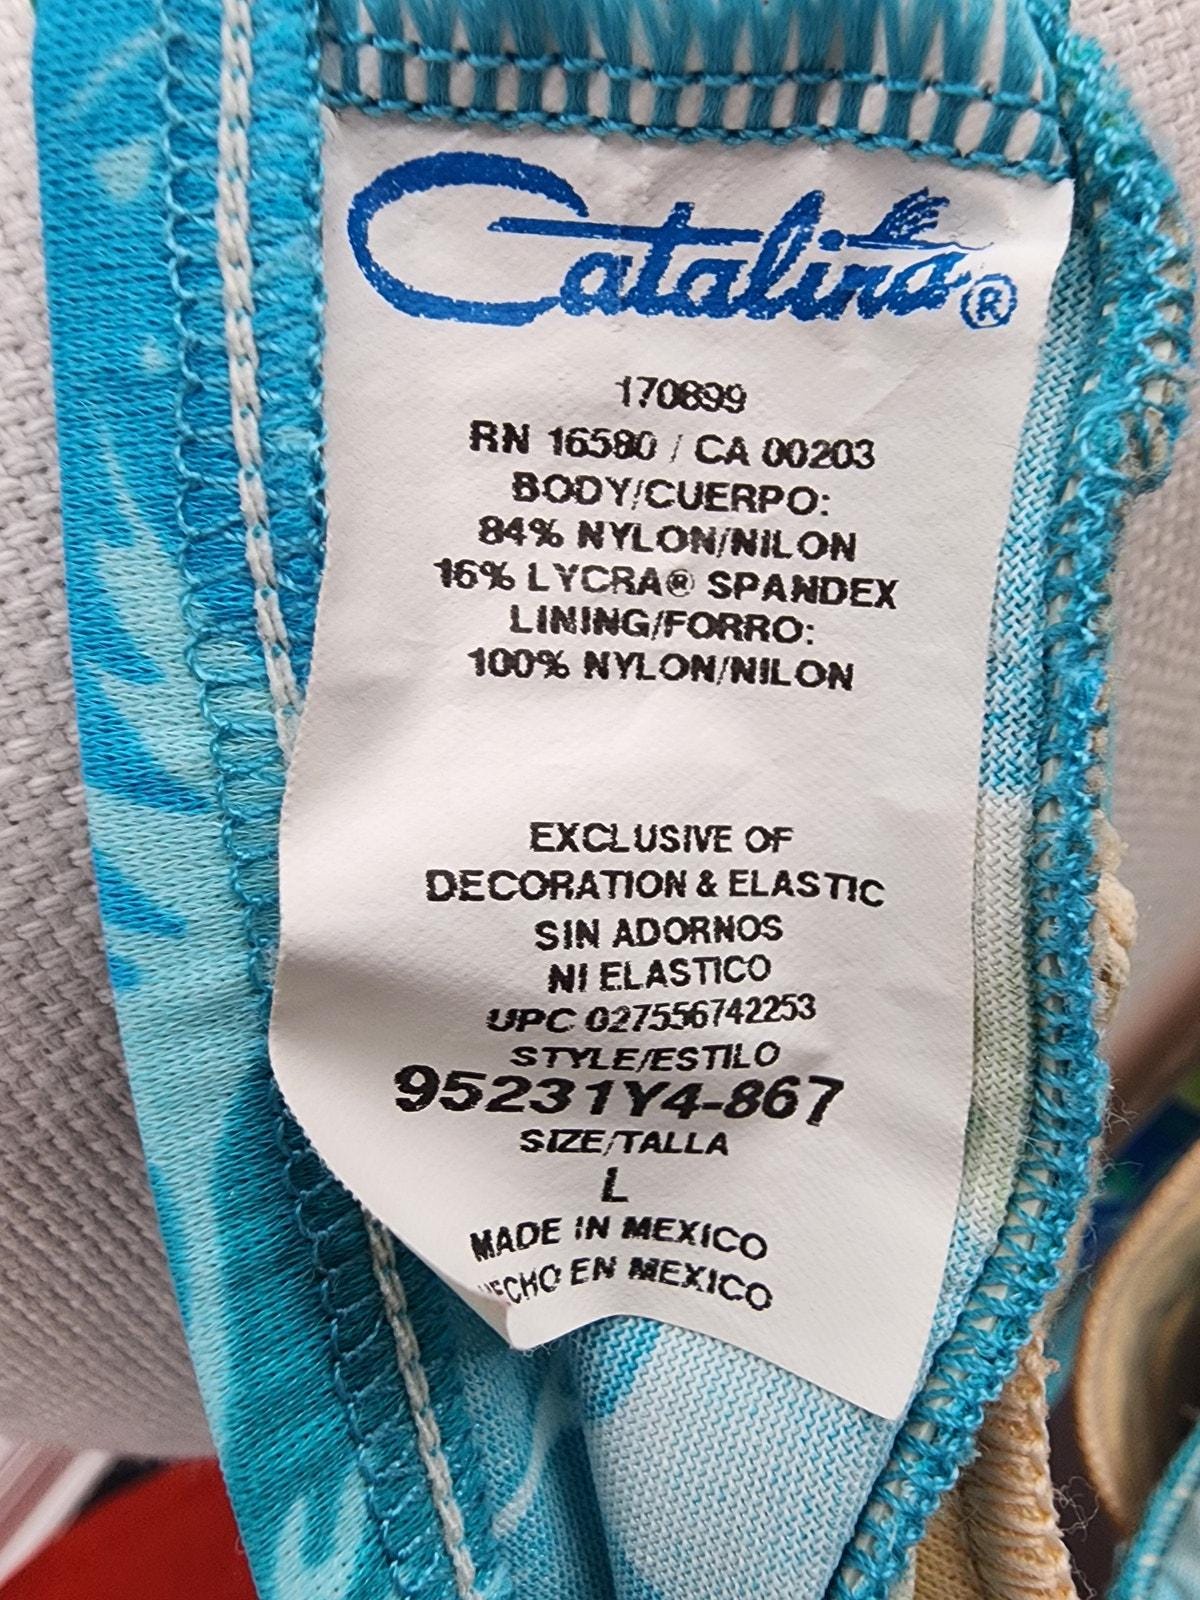 Catalina®
170899
RN 16580 / CA 00203
BODY/CUERPO:
84% NYLON/NILON
16% LYCRA® SPANDEX
LINING/FORRO:
100% NYLON/NILON
EXCLUSIVE OF
DECORATION & ELASTIC
SIN ADORNOS
NI ELASTICO
UPC 027556742253
STYLE/ESTILO
95231Y4-867
SIZE/TALLA
L
MADE IN MEXICO
HECHO EN MEXICO